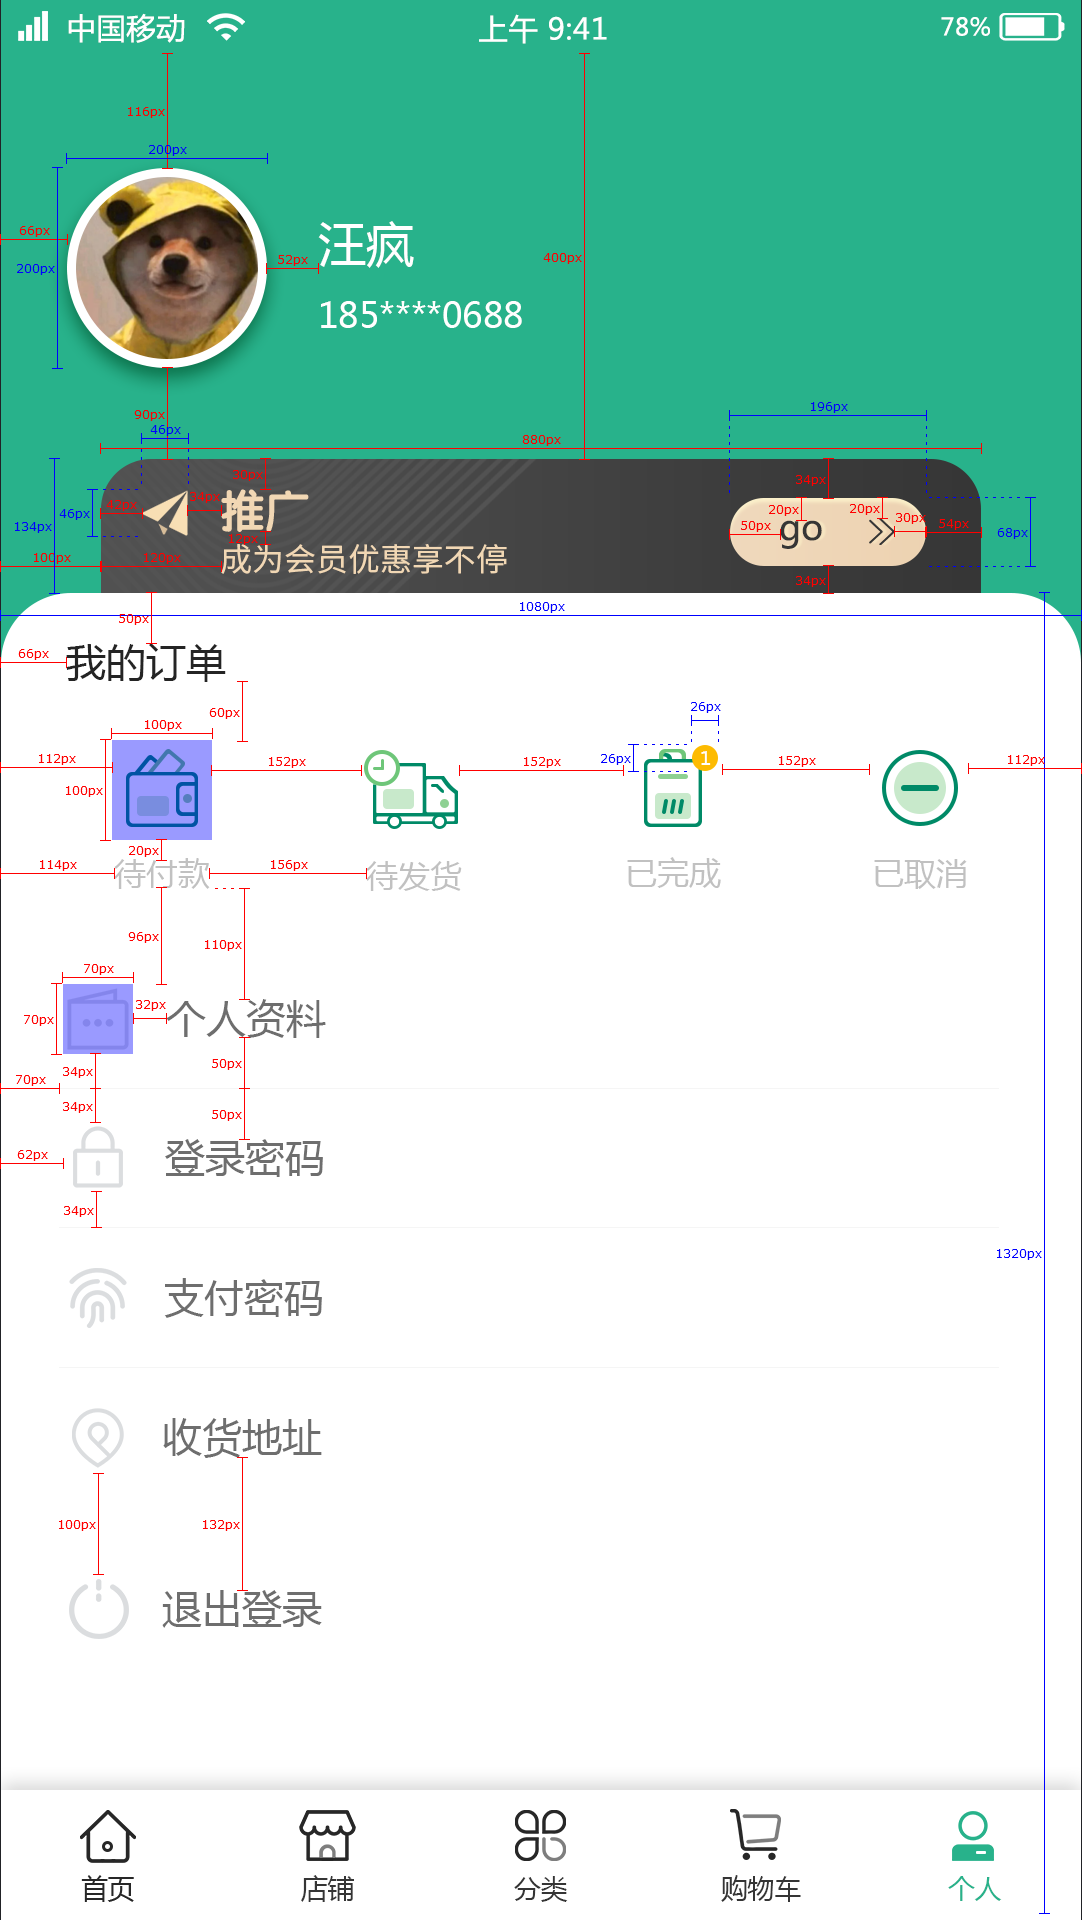 中国移动 上午 9:41 78%
116px
200px
66px
200px
52px
400px
汪疯
185****0688
90px
46px
196px
880px
30px
34px
46px
24px
20px
20px
推广
50px
go
30px
54px
68px
134px
成为会员优惠享不停
100px
120px
34px
1080px
50px
66px
我的订单
60px
100px
26px
112px
152px
152px
26px
1
152px
112px
100px
20px
114px
待付款
156px
待发货
已完成
已取消
96px
110px
70px
70px
32px
个人资料
50px
34px
70px
34px
50px
62px
登录密码
34px
1320px
支付密码
收货地址
100px
132px
退出登录
首页
店铺
分类
购物车
个人